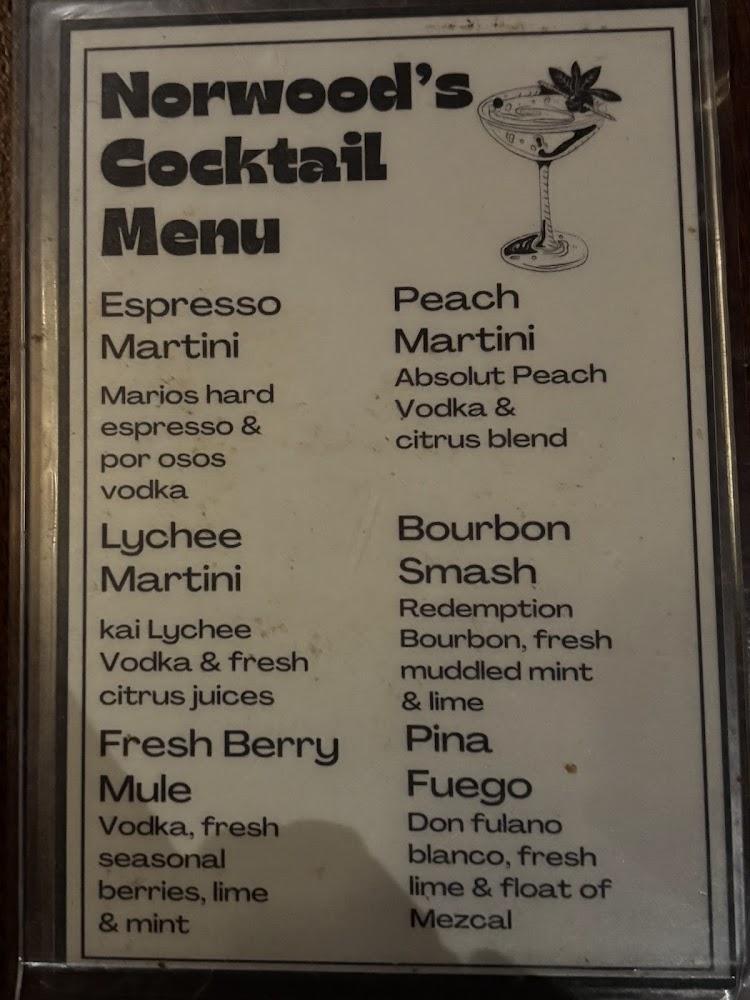 Norwood's
Cocktail
Menu
Espresso
Martini
Marios hard
espresso &
por osos
vodka
Lychee
Martini
kai Lychee
Vodka & fresh
citrus juices
Fresh Berry
Mule
Vodka, fresh
seasonal
berries, lime
& mint
Peach
Martini
Absolut Peach
Vodka &
citrus blend
Bourbon
Smash
Redemption
Bourbon, fresh
muddled mint
& lime
Pina
Fuego
Don fulano
blanco, fresh
lime & float of
Mezcal